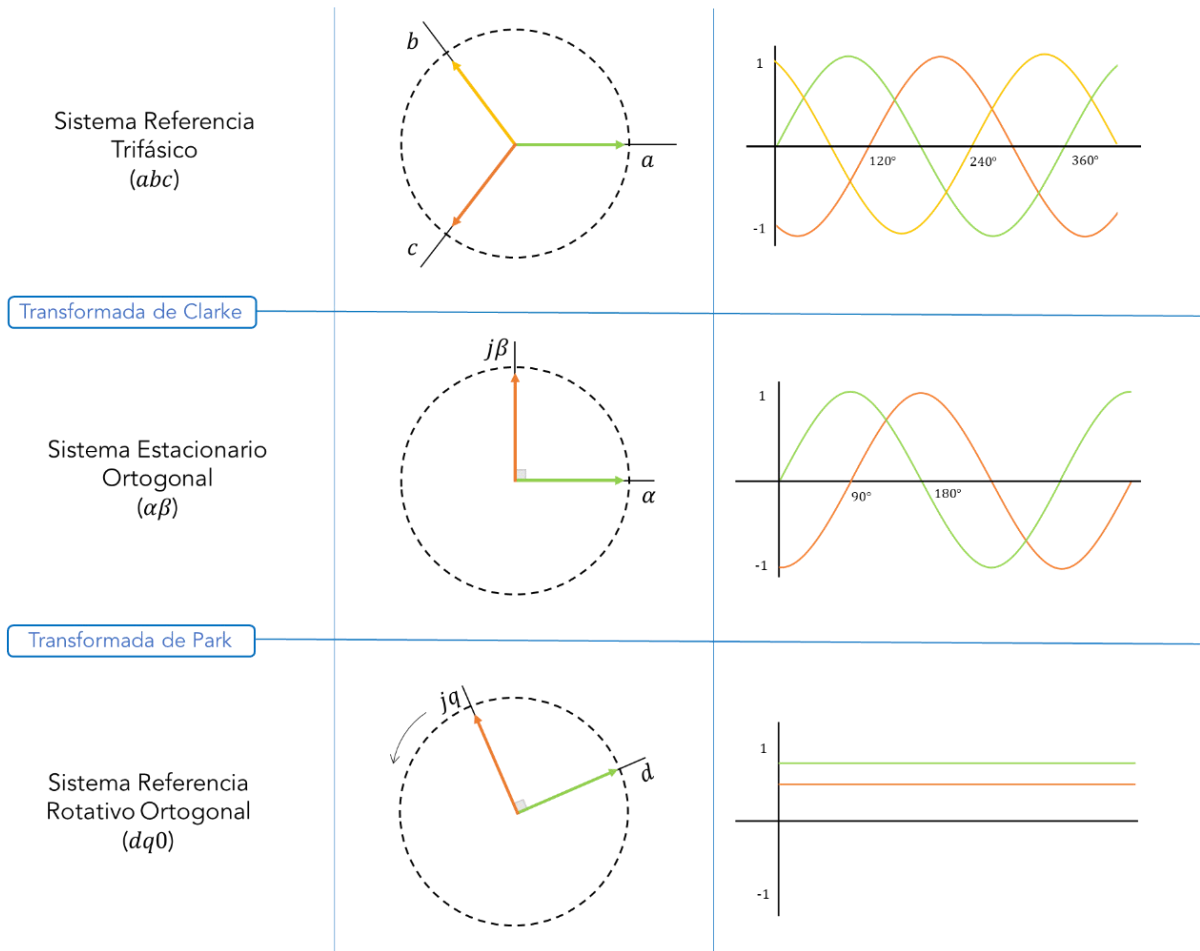 Sistema Referencia
Trifásico
(abc)
b
a
c
1
-1
120°
240°
360°
Transformada de Clarke
Sistema Estacionario
Ortogonal
(αβ)
jβ
α
1
-1
90°
180°
Transformada de Park
Sistema Referencia
Rotativo Ortogonal
(dq0)
jq
d
1
-1